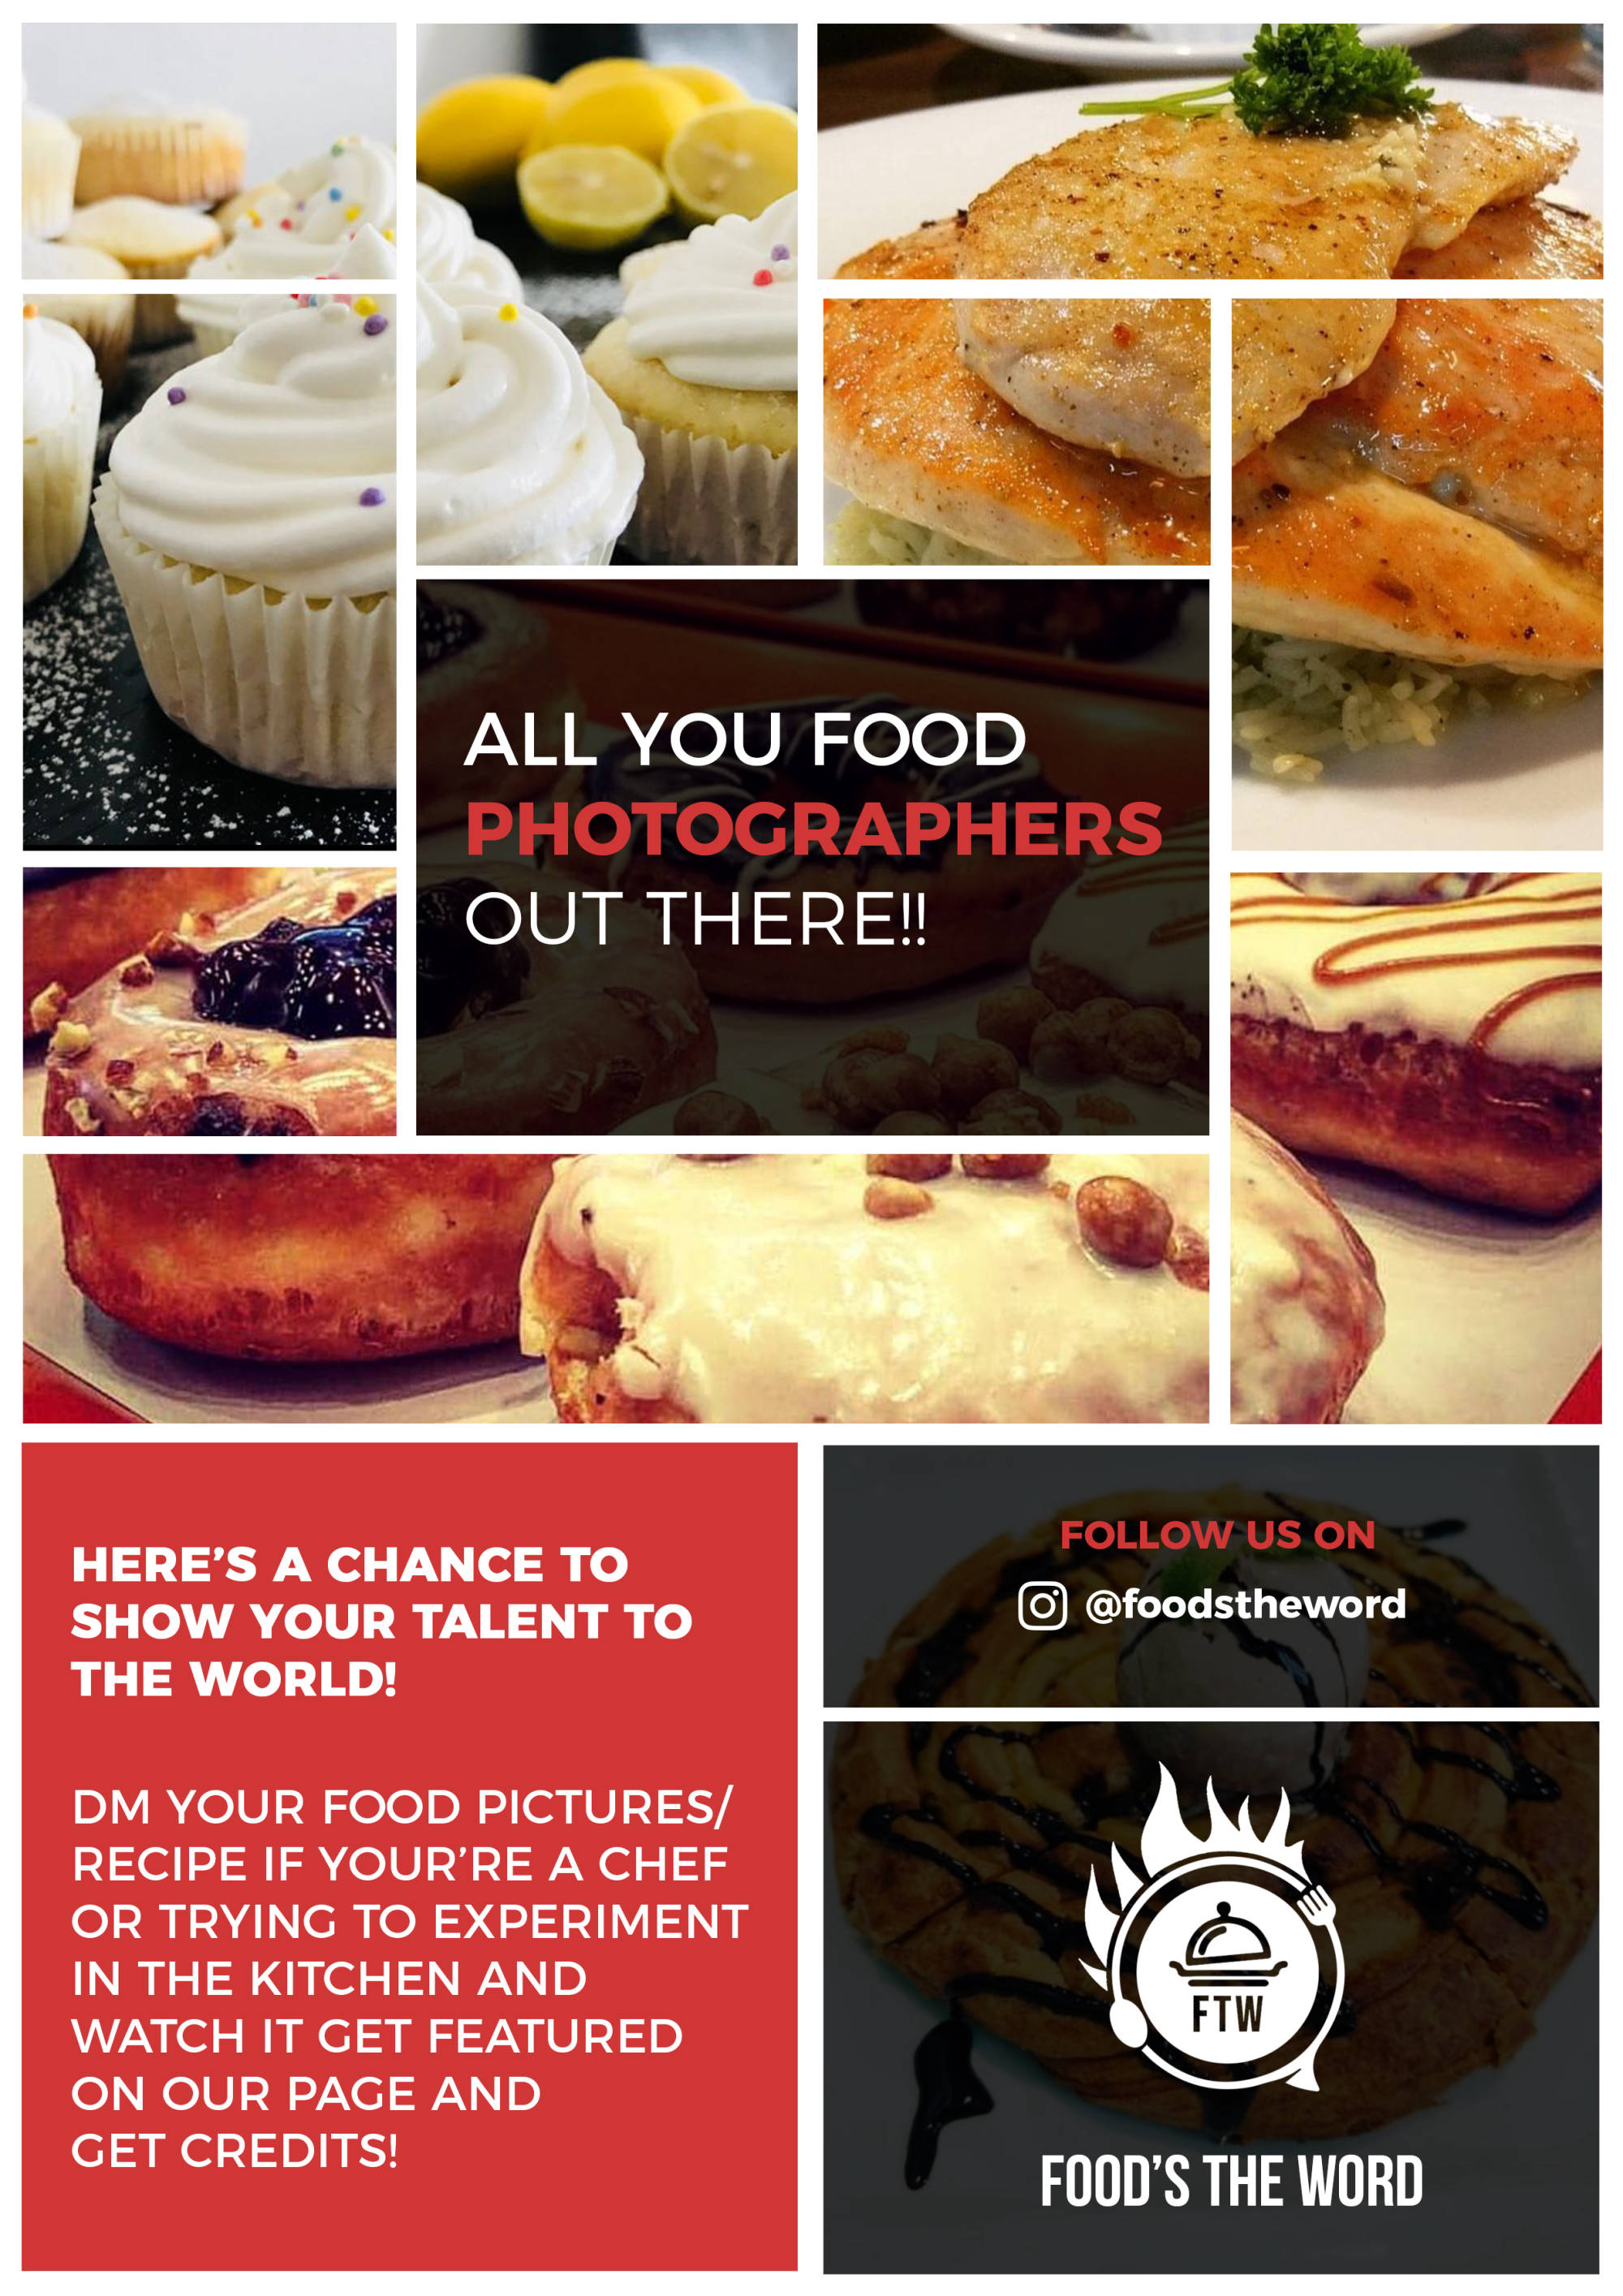 ALL YOU FOOD
PHOTOGRAPHERS
OUT THERE!!
HERE’S A CHANCE TO
SHOW YOUR TALENT TO
THE WORLD!
DM YOUR FOOD PICTURES/
RECIPE IF YOUR’RE A CHEF
OR TRYING TO EXPERIMENT
IN THE KITCHEN AND
WATCH IT GET FEATURED
ON OUR PAGE AND
GET CREDITS!
FOLLOW US ON
@foodstheword
FTW
FOOD’S THE WORD